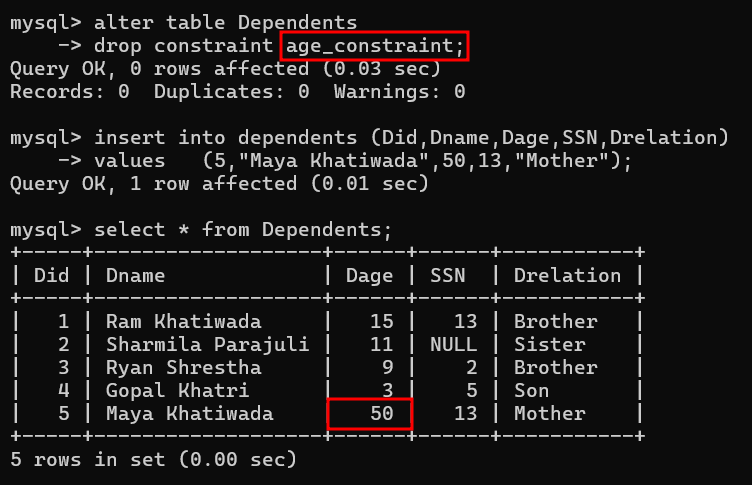 mysql> alter table Dependents
    -> drop constraint age_constraint;
Query OK, 0 rows affected (0.03 sec)
Records: 0  Duplicates: 0  Warnings: 0
mysql> insert into dependents (Did,Dname,Dage,SSN,Drelation)
    -> values   (5,"Maya Khatiwada",50,13,"Mother");
Query OK, 1 row affected (0.01 sec)
mysql> select * from Dependents;
+-----+-------------------+------+------+-----------+
| Did | Dname             | Dage | SSN  | Drelation |
+-----+-------------------+------+------+-----------+
|   1 | Ram Khatiwada     |   15 |   13 | Brother   |
|   2 | Sharmila Parajuli |   11 | NULL | Sister    |
|   3 | Ryan Shrestha     |    9 |    2 | Brother   |
|   4 | Gopal Khatri      |    3 |    5 | Son       |
|   5 | Maya Khatiwada    |   50 |   13 | Mother    |
+-----+-------------------+------+------+-----------+
5 rows in set (0.00 sec)